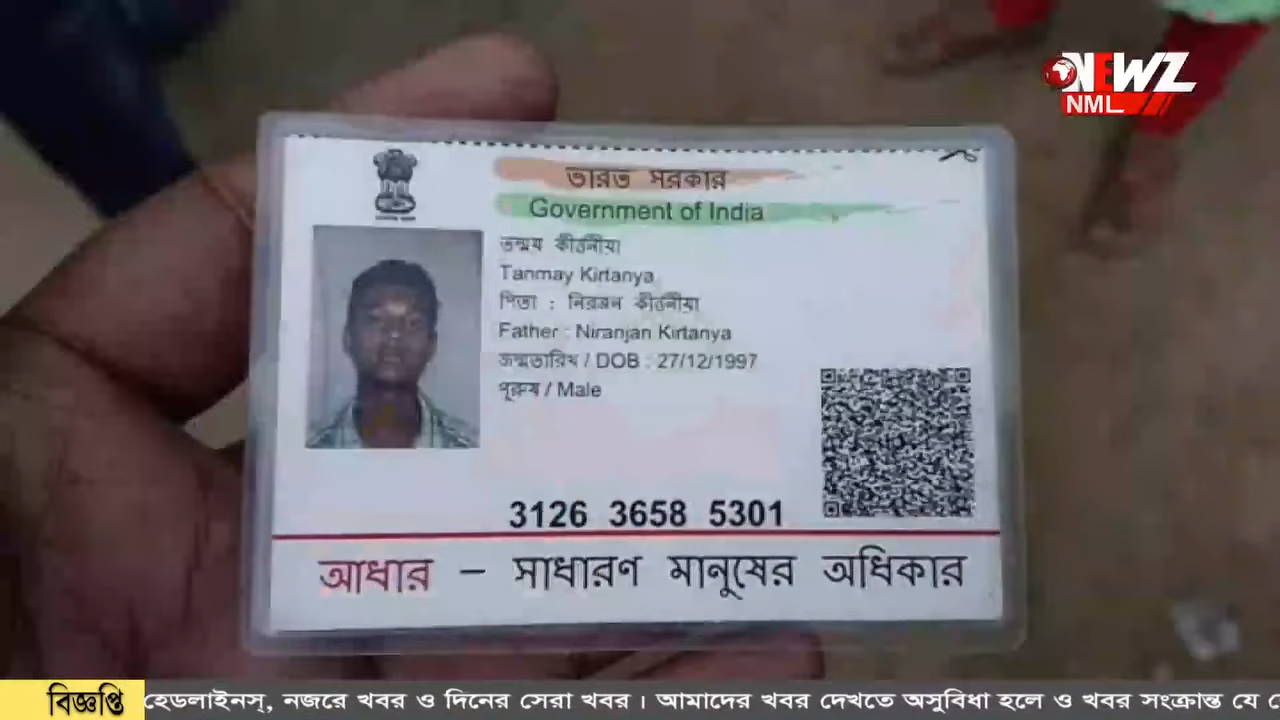 NEWZ
NML
ভারত সরকার
Government of India
তন্ময় কীর্তনীয়া
Tanmay Kirtanya
পিতা : নিরঞ্জন কীর্তনীয়া
Father : Niranjan Kirtanya
জন্মতারিখ / DOB : 27/12/1997
পুরুষ / Male
3126 3658 5301
আধার – সাধারণ মানুষের অধিকার
বিজ্ঞপ্তি হেডলাইনস্, নজরে খবর ও দিনের সেরা খবর। আমাদের খবর দেখতে অসুবিধা হলে ও খবর সংক্রান্ত যে